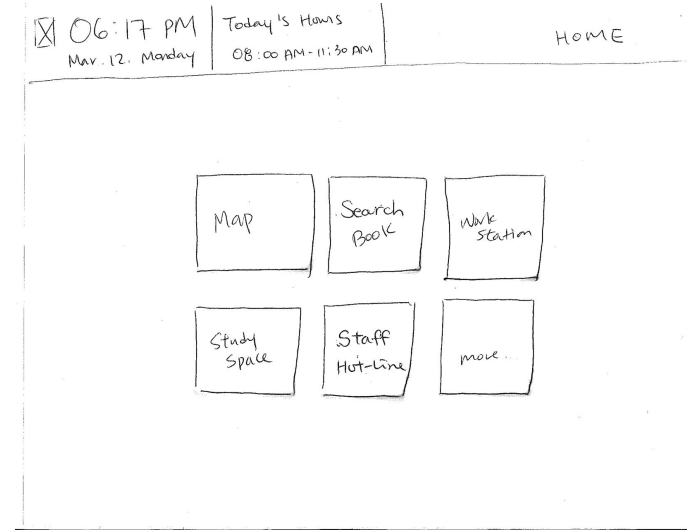 06:17 PM
Mar. 12. Monday
Today's Hours
08:00 AM - 11:30 AM
HOME
Map
Search
Book
Work
Station
Study
Space
Staff
Hot-Line
more..